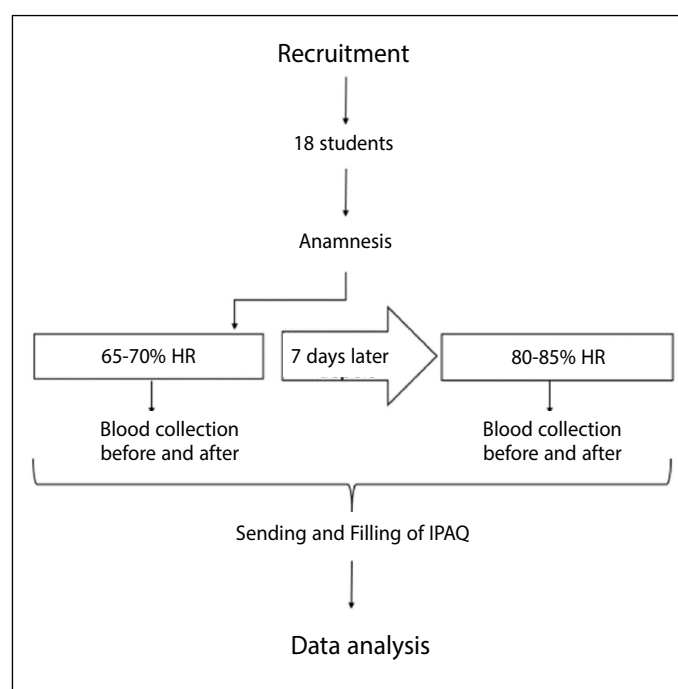 Recruitment
18 students
Anamnesis
65-70% HR
7 days later
80-85% HR
Blood collection
before and after
Blood collection
before and after
Sending and Filling of IPAQ
Data analysis